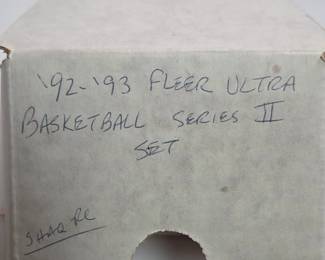 '92-'93 FLEER ULTRA
BASKETBALL SERIES II
SET
SHAQ RC